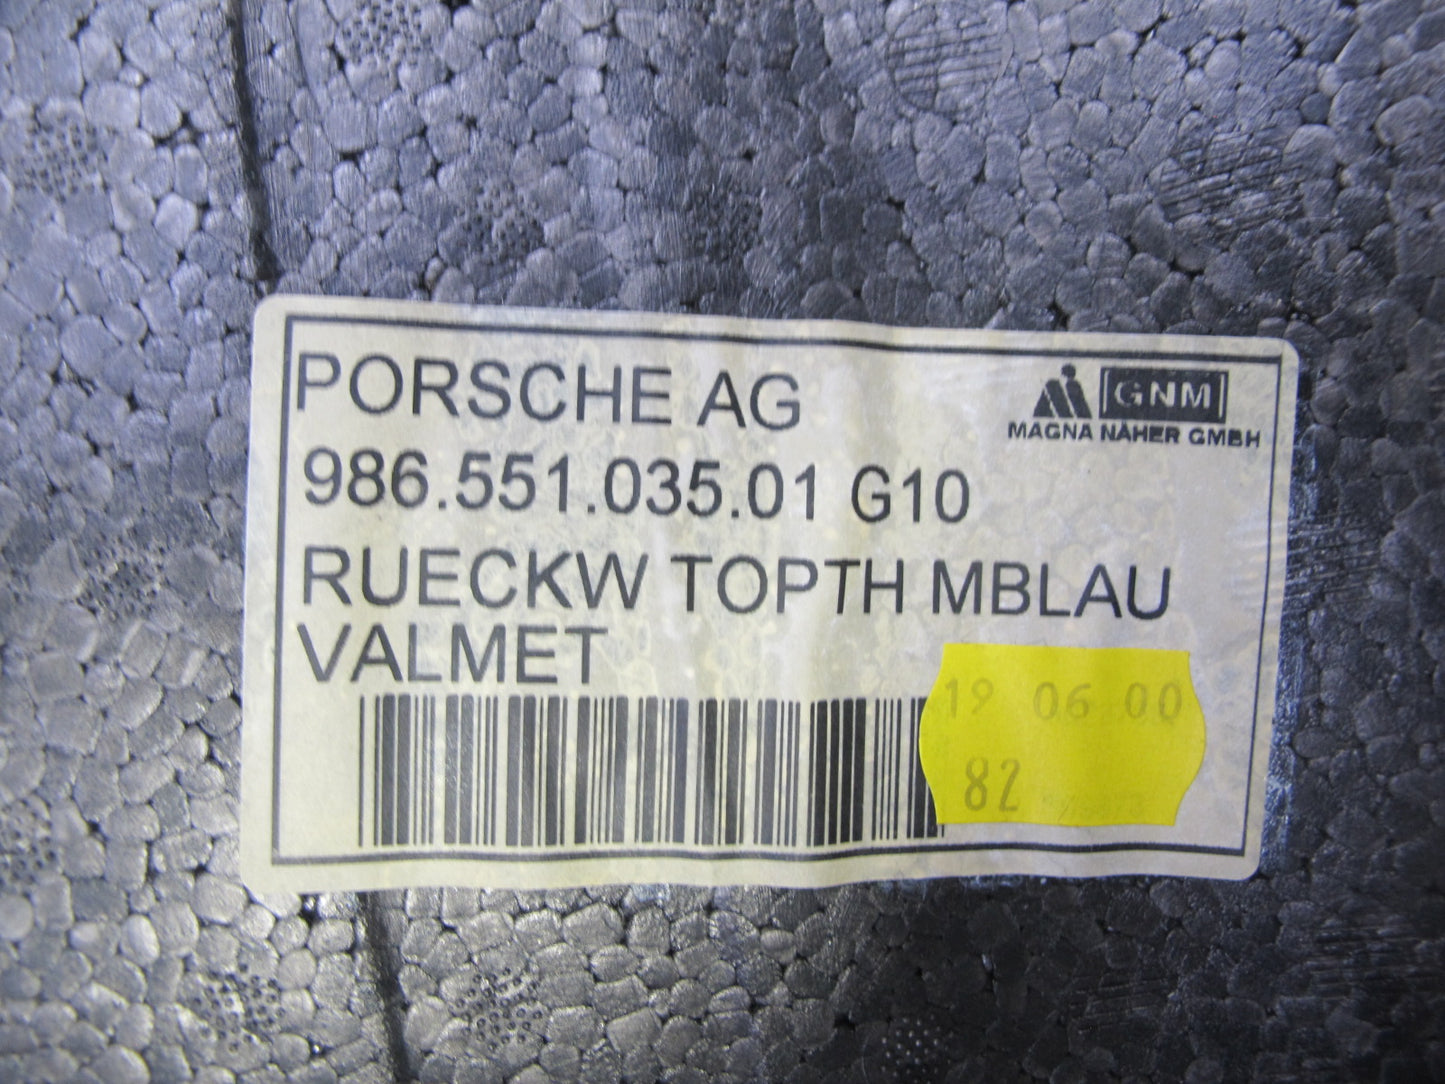 PORSCHE AG
GNM
MAGNA NÄHER GMBH
986.551.035.01 G10
RUECKW TOPTH MBLAU
VALMET
19 06 00
82